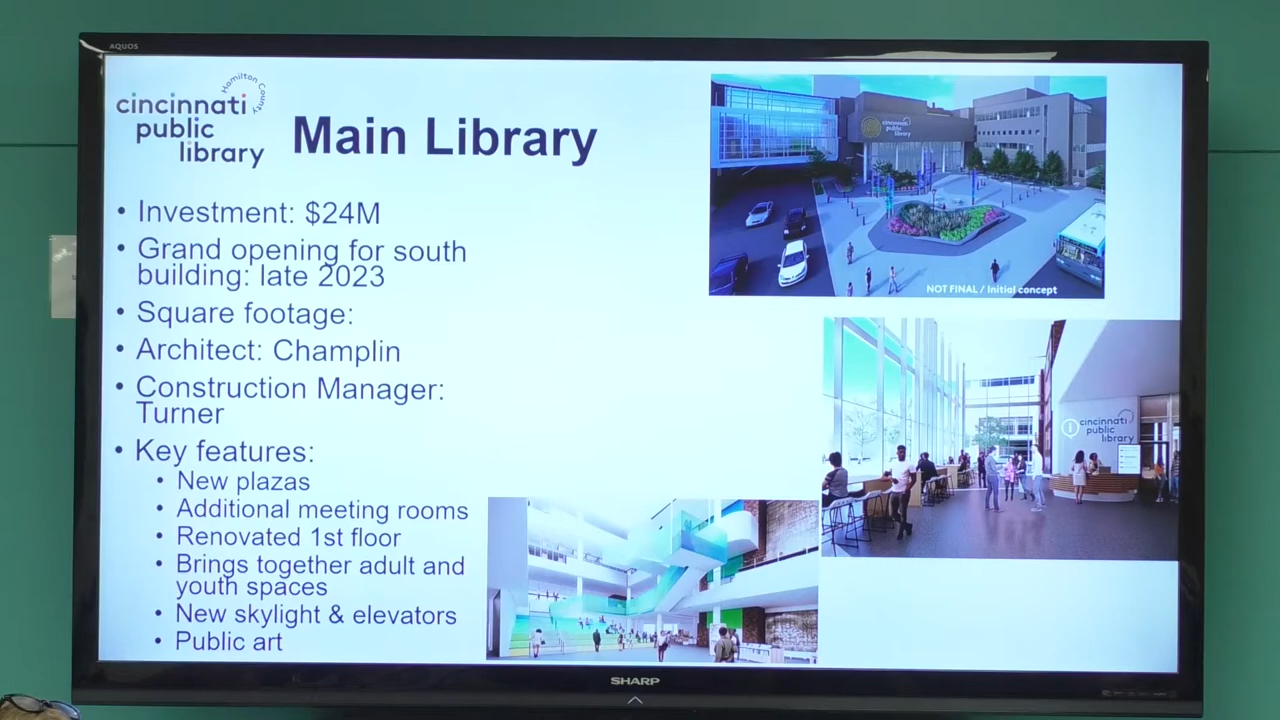 AQUOS
Hamilton County
cincinnati
public
library
Main Library
• Investment: $24M
• Grand opening for south
building: late 2023
• Square footage:
• Architect: Champlin
• Construction Manager:
Turner
• Key features:
• New plazas
• Additional meeting rooms
• Renovated 1st floor
• Brings together adult and
youth spaces
• New skylight & elevators
• Public art
cincinnati
public
library
NOT FINAL / Initial concept
cincinnati
public
library
SHARP